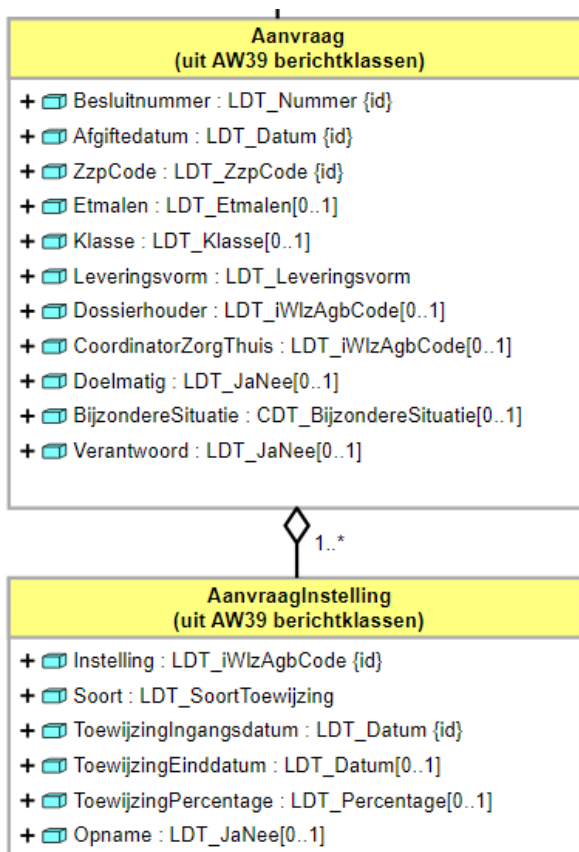 Aanvraag
(uit AW39 berichtklassen)
+ Besluitnummer : LDT_Nummer {id}
+ Afgiftedatum : LDT_Datum {id}
+ ZzpCode : LDT_ZzpCode {id}
+ Etmalen : LDT_Etmalen[0..1]
+ Klasse : LDT_Klasse[0..1]
+ Leveringsvorm : LDT_Leveringsvorm
+ Dossierhouder : LDT_iWlzAgbCode[0..1]
+ CoordinatorZorgThuis : LDT_iWlzAgbCode[0..1]
+ Doelmatig : LDT_JaNee[0..1]
+ BijzondereSituatie : CDT_BijzondereSituatie[0..1]
+ Verantwoord : LDT_JaNee[0..1]
1..*
AanvraagInstelling
(uit AW39 berichtklassen)
+ Instelling : LDT_iWlzAgbCode {id}
+ Soort : LDT_SoortToewijzing
+ ToewijzingIngangsdatum : LDT_Datum {id}
+ ToewijzingEinddatum : LDT_Datum[0..1]
+ ToewijzingPercentage : LDT_Percentage[0..1]
+ Opname : LDT_JaNee[0..1]